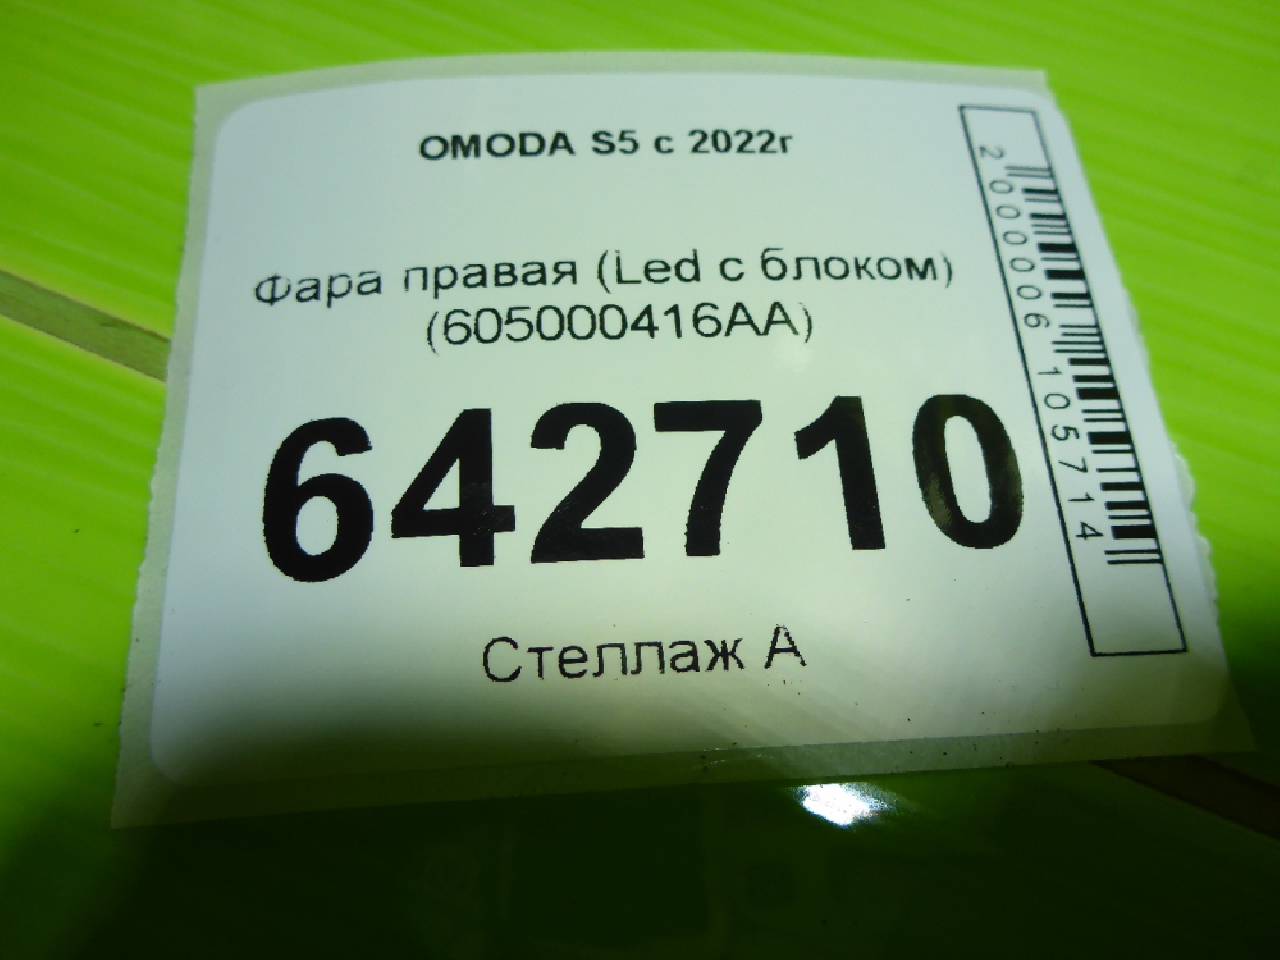 OMODA S5 с 2022г
Фара правая (Led с блоком)
(605000416AA)
642710
Стеллаж А
2000006105714